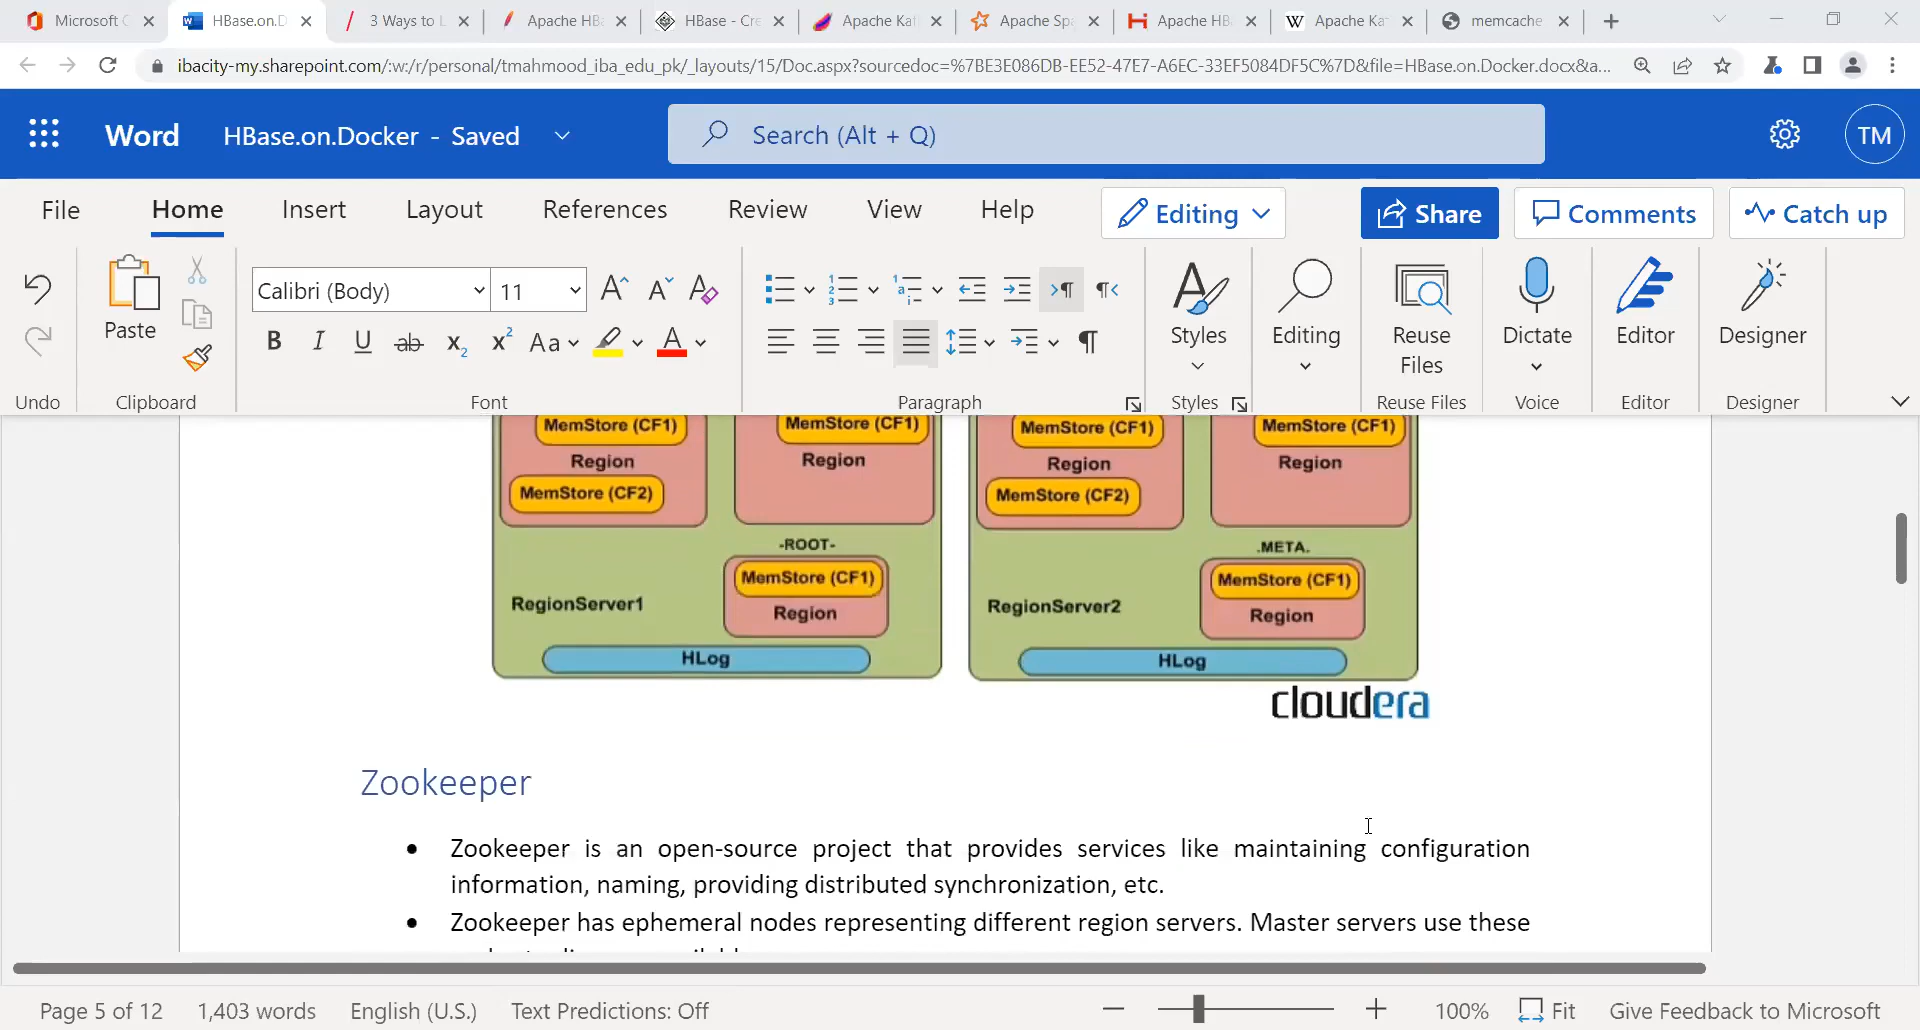 Microsoft O
HBase.on.D
3 Ways to L
Apache HBa
HBase - Cre
Apache Kaf
Apache Spa
Apache HBa
Apache Kaf
memcache
ibacity-my.sharepoint.com/:w:/r/personal/tmahmood_iba_edu_pk/_layouts/15/Doc.aspx?sourcedoc=%7BE3E086DB-EE52-47E7-A6EC-33EF5084DF5C%7D&file=HBase.on.Docker.docx&a...
Word
HBase.on.Docker - Saved
Search (Alt + Q)
TM
File Home Insert Layout References Review View Help
Editing
Share
Comments
Catch up
Paste
Calibri (Body)
11
Styles
Editing
Reuse
Files
Dictate
Editor
Designer
Undo Clipboard Font Paragraph Styles Reuse Files Voice Editor Designer
MemStore (CF1)
Region
MemStore (CF2)
MemStore (CF1)
Region
-ROOT-
MemStore (CF1)
Region
RegionServer1
HLog
MemStore (CF1)
Region
MemStore (CF2)
MemStore (CF1)
Region
.META.
MemStore (CF1)
Region
RegionServer2
HLog
cloudera
Zookeeper
• Zookeeper is an open-source project that provides services like maintaining configuration
information, naming, providing distributed synchronization, etc.
• Zookeeper has ephemeral nodes representing different region servers. Master servers use these
Page 5 of 12 1,403 words English (U.S.) Text Predictions: Off
100% Fit Give Feedback to Microsoft